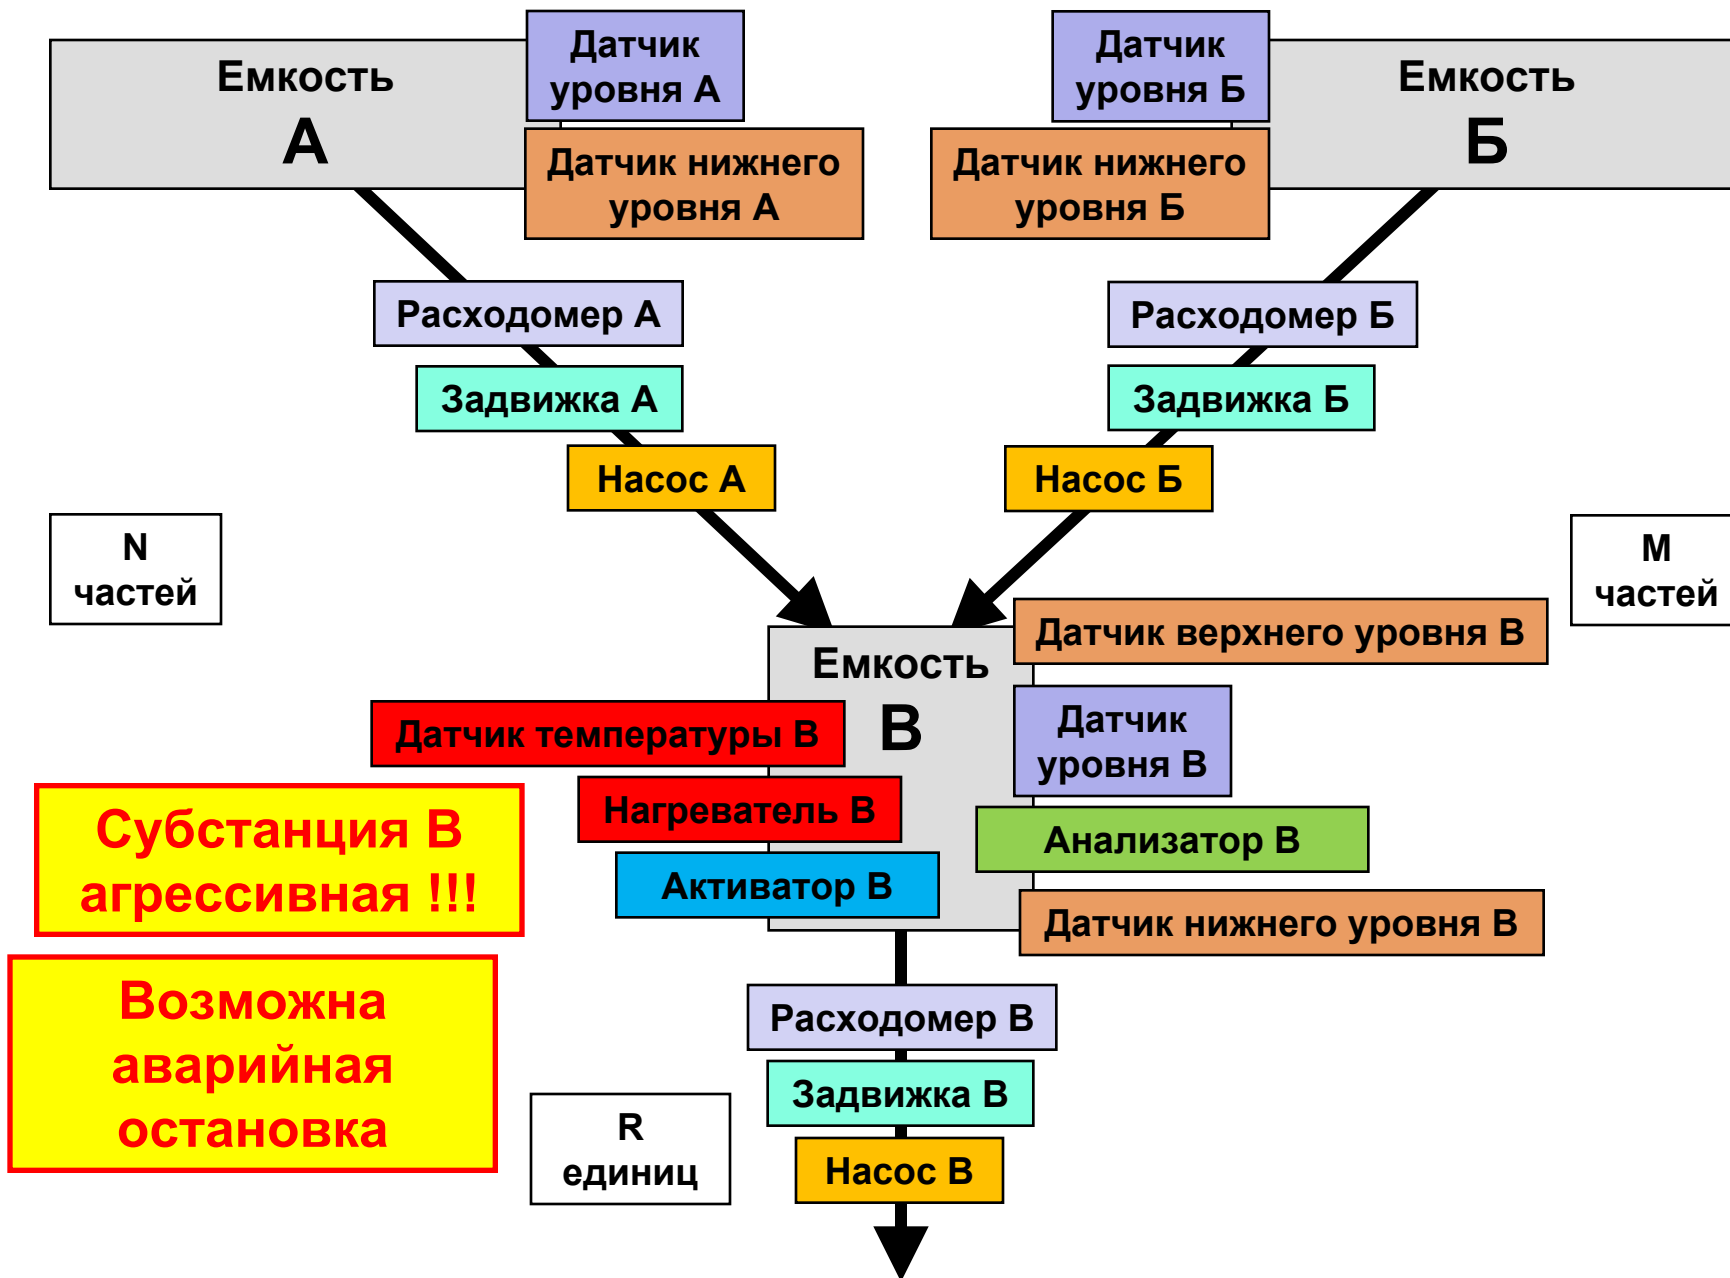 Емкость
А
Датчик
уровня А
Датчик нижнего
уровня А
Датчик
уровня Б
Емкость
Б
Датчик нижнего
уровня Б
Расходомер А
Расходомер Б
Задвижка А
Задвижка Б
Насос А
Насос Б
N
частей
M
частей
Датчик верхнего уровня В
Емкость
В
Датчик
уровня В
Датчик температуры В
Нагреватель В
Анализатор В
Активатор В
Датчик нижнего уровня В
Субстанция В
агрессивная !!!
Возможна
аварийная
остановка
Расходомер В
Задвижка В
R
единиц
Насос В